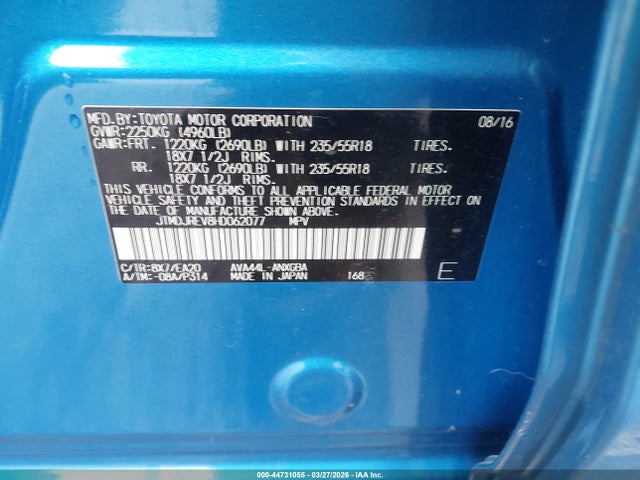 MFD.BY:TOYOTA MOTOR CORPORATION 08/16
GVWR:2250KG (4960LB)
GAWR:FRT. 1220KG (2690LB) WITH 235/55R18 TIRES.
18X7 1/2J RIMS.
RR. 1220KG (2690LB) WITH 235/55R18 TIRES.
18X7 1/2J RIMS.
THIS VEHICLE CONFORMS TO ALL APPLICABLE FEDERAL MOTOR
VEHICLE SAFETY AND THEFT PREVENTION STANDARDS IN EFFECT ON
THE DATE OF MANUFACTURE SHOWN ABOVE.
JTMDJREV8HD062077 MPV
C/TR:8X7/EA20 AVA44L-ANXGBA
A/TM:-08A/P314 MADE IN JAPAN 168 E
000-44731055 | 03/27/2026 - IAA Inc.